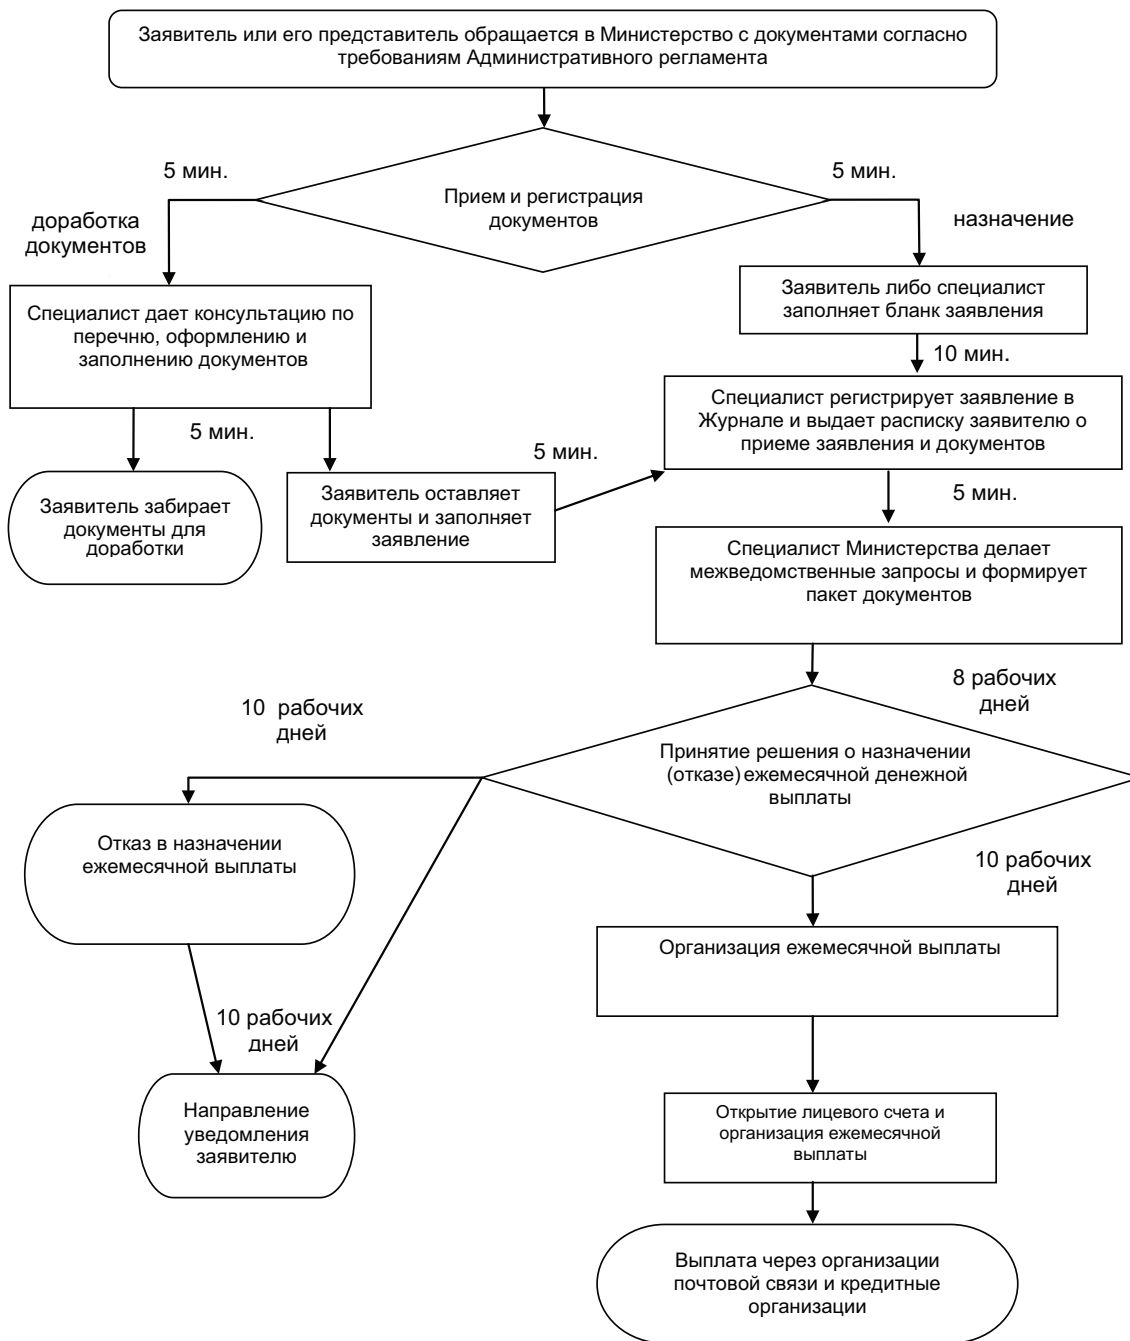 Заявитель или его представитель обращается в Министерство с документами согласно
требованиям Административного регламента
5 мин.
5 мин.
Прием и регистрация
документов
доработка
документов
назначение
Специалист дает консультацию по
перечню, оформлению и
заполнению документов
Заявитель либо специалист
заполняет бланк заявления
10 мин.
Специалист регистрирует заявление в
Журнале и выдает расписку заявителю о
приеме заявления и документов
5 мин.
5 мин.
Заявитель забирает
документы для
доработки
Заявитель оставляет
документы и заполняет
заявление
5 мин.
Специалист Министерства делает
межведомственные запросы и формирует
пакет документов
8 рабочих
дней
10 рабочих
дней
Принятие решения о назначении
(отказе) ежемесячной денежной
выплаты
Отказ в назначении
ежемесячной выплаты
10 рабочих
дней
Организация ежемесячной выплаты
10 рабочих
дней
Направление
уведомления
заявителю
Открытие лицевого счета и
организация ежемесячной
выплаты
Выплата через организации
почтовой связи и кредитные
организации